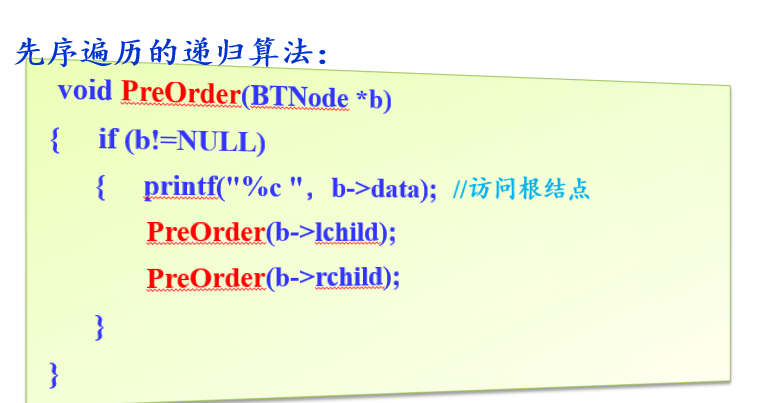 先序遍历的递归算法：
void PreOrder(BTNode *b)
{ if (b!=NULL)
{ printf("%c ", b->data); //访问根结点
PreOrder(b->lchild);
PreOrder(b->rchild);
}
}